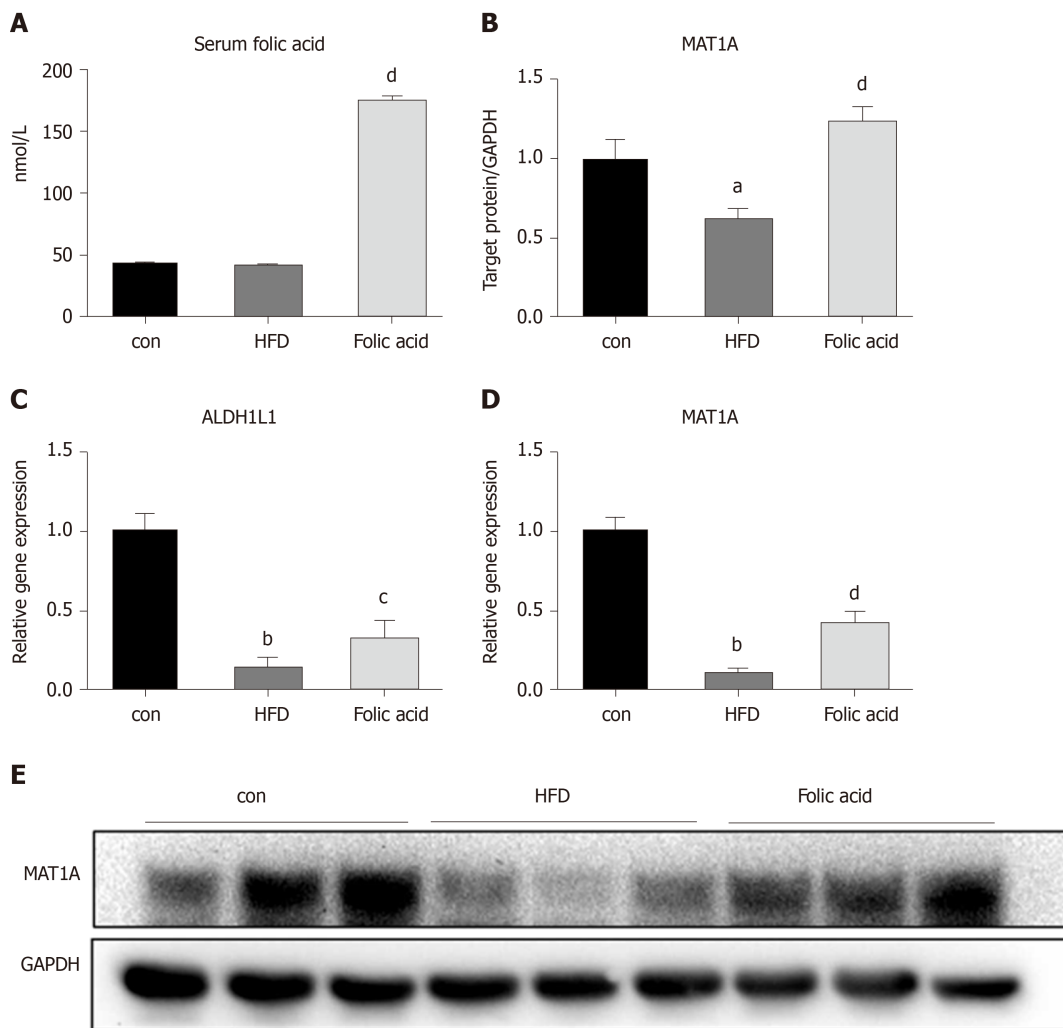 A
Serum folic acid
nmol/L
200
150
100
50
0
d
con
HFD
Folic acid
B
MAT1A
Target protein/GAPDH
1.5
1.0
0.5
0.0
a
d
con
HFD
Folic acid
C
ALDH1L1
Relative gene expression
1.5
1.0
0.5
0.0
b
c
con
HFD
Folic acid
D
MAT1A
Relative gene expression
1.5
1.0
0.5
0.0
b
d
con
HFD
Folic acid
E
con
HFD
Folic acid
MAT1A
GAPDH